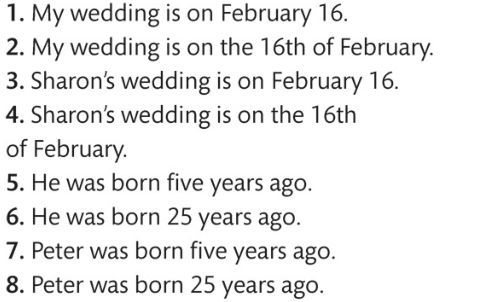 1. My wedding is on February 16.
2. My wedding is on the 16th of February.
3. Sharon's wedding is on February 16.
4. Sharon's wedding is on the 16th
of February.
5. He was born five years ago.
6. He was born 25 years ago.
7. Peter was born five years ago.
8. Peter was born 25 years ago.